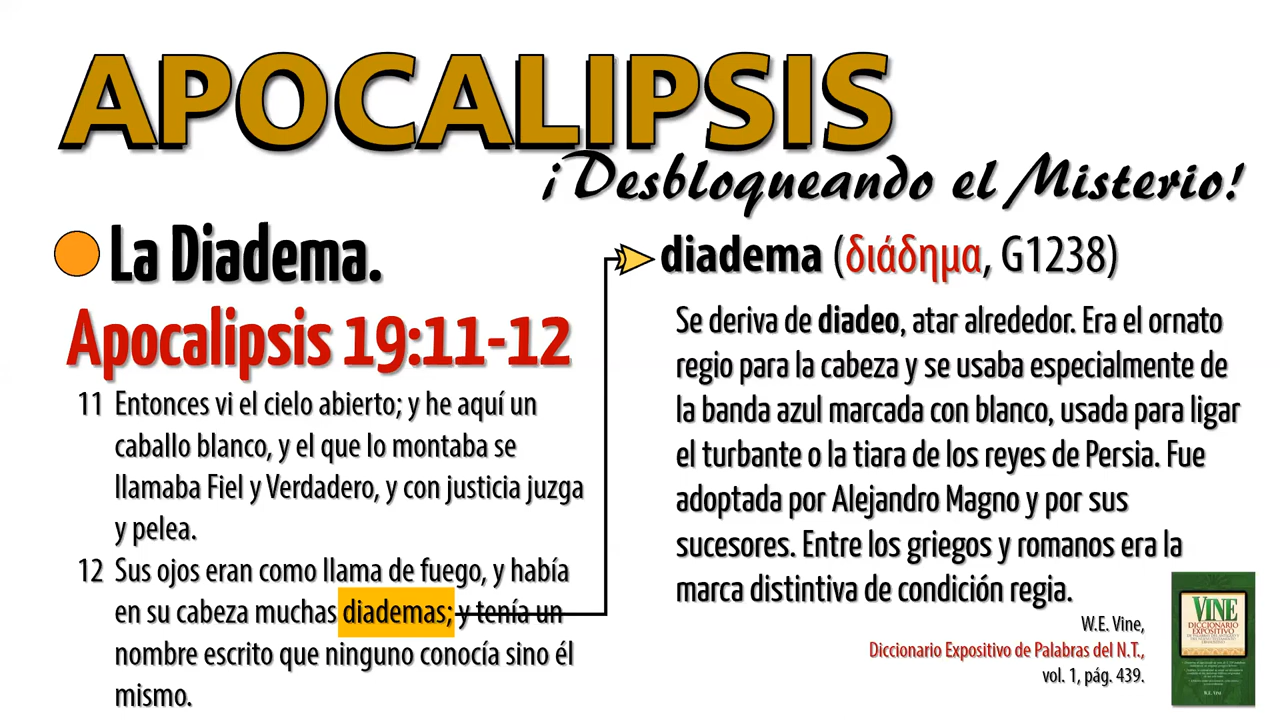 APOCALIPSIS
¡Desbloqueando el Misterio!
La Diadema.
Apocalipsis 19:11-12
11 Entonces vi el cielo abierto; y he aquí un
caballo blanco, y el que lo montaba se
llamaba Fiel y Verdadero, y con justicia juzga
y pelea.
12 Sus ojos eran como llama de fuego, y había
en su cabeza muchas diademas; y tenía un
nombre escrito que ninguno conocía sino él
mismo.
diadema (διάδημα, G1238)
Se deriva de diadeo, atar alrededor. Era el ornato
regio para la cabeza y se usaba especialmente de
la banda azul marcada con blanco, usada para ligar
el turbante o la tiara de los reyes de Persia. Fue
adoptada por Alejandro Magno y por sus
sucesores. Entre los griegos y romanos era la
marca distintiva de condición regia.
W.E. Vine,
Diccionario Expositivo de Palabras del N.T.,
vol. 1, pág. 439.
VINE
DICCIONARIO
EXPOSITIVO
W.E. Vine